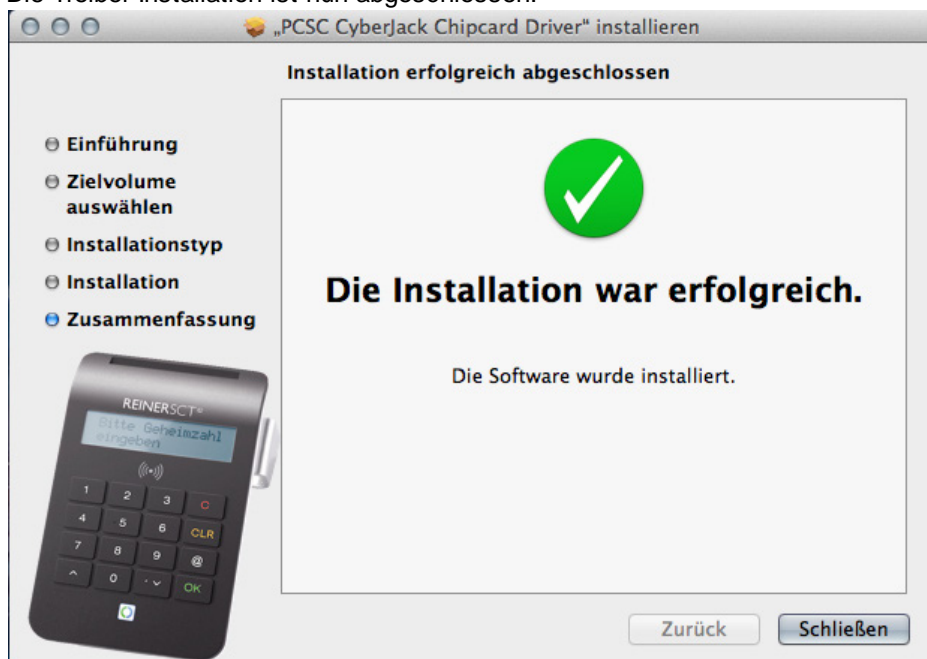 Die Treiber-Installation ist nun abgeschlossen.
„PCSC CyberJack Chipcard Driver“ installieren
Installation erfolgreich abgeschlossen
Einführung
Zielvolume
auswählen
Installationstyp
Installation
Zusammenfassung
Die Installation war erfolgreich.
Die Software wurde installiert.
REINERSCT®
Bitte Geheimzahl
eingeben
1 2 3 C
4 5 6 CLR
7 8 9 @
^ 0 .⌄ OK
Zurück
Schließen